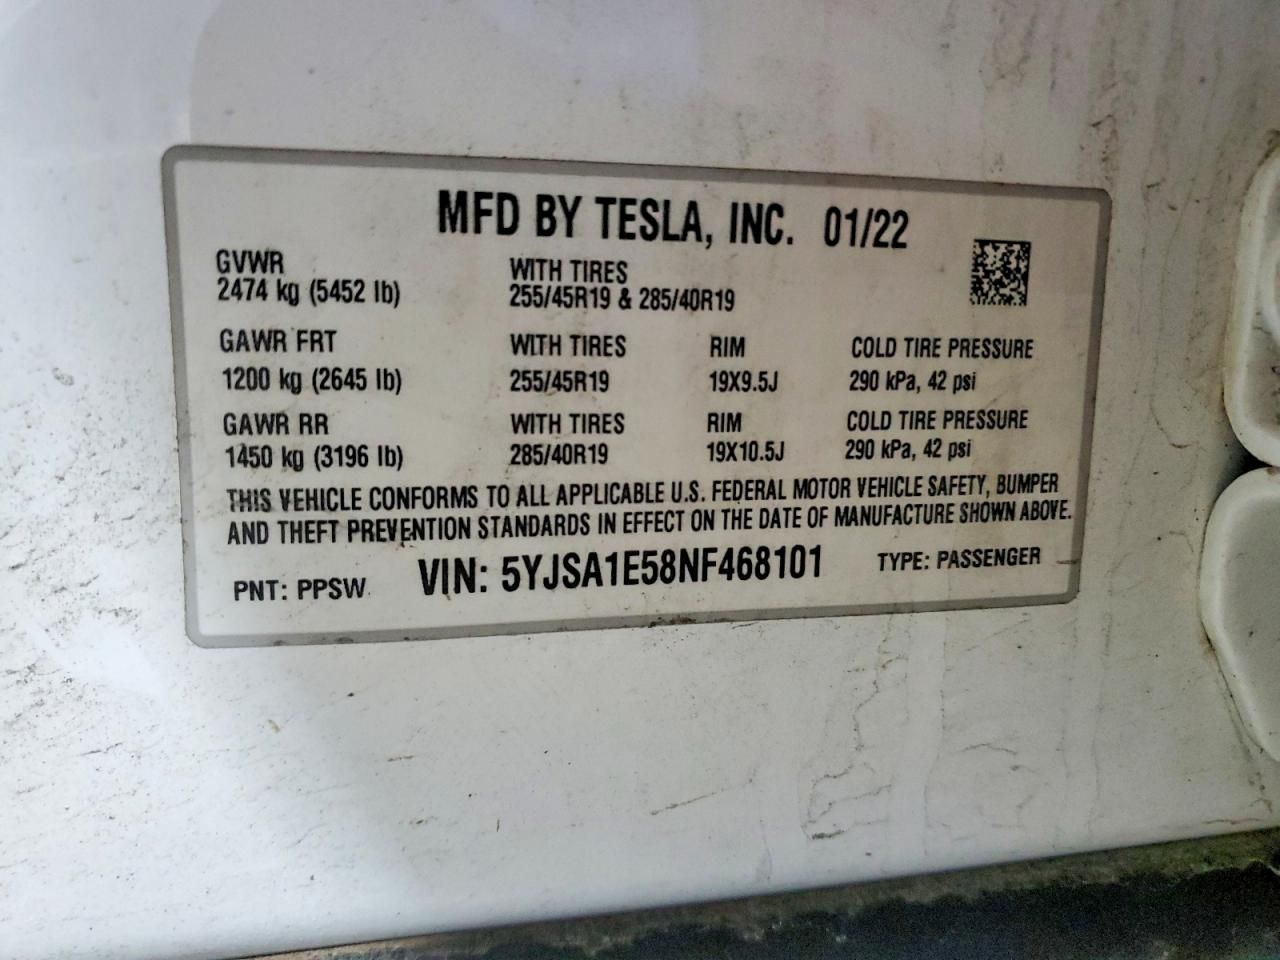 MFD BY TESLA, INC. 01/22
GVWR WITH TIRES
2474 kg (5452 lb) 255/45R19 & 285/40R19
GAWR FRT WITH TIRES RIM COLD TIRE PRESSURE
1200 kg (2645 lb) 255/45R19 19X9.5J 290 kPa, 42 psi
GAWR RR WITH TIRES RIM COLD TIRE PRESSURE
1450 kg (3196 lb) 285/40R19 19X10.5J 290 kPa, 42 psi
THIS VEHICLE CONFORMS TO ALL APPLICABLE U.S. FEDERAL MOTOR VEHICLE SAFETY, BUMPER
AND THEFT PREVENTION STANDARDS IN EFFECT ON THE DATE OF MANUFACTURE SHOWN ABOVE.
PNT: PPSW VIN: 5YJSA1E58NF468101 TYPE: PASSENGER